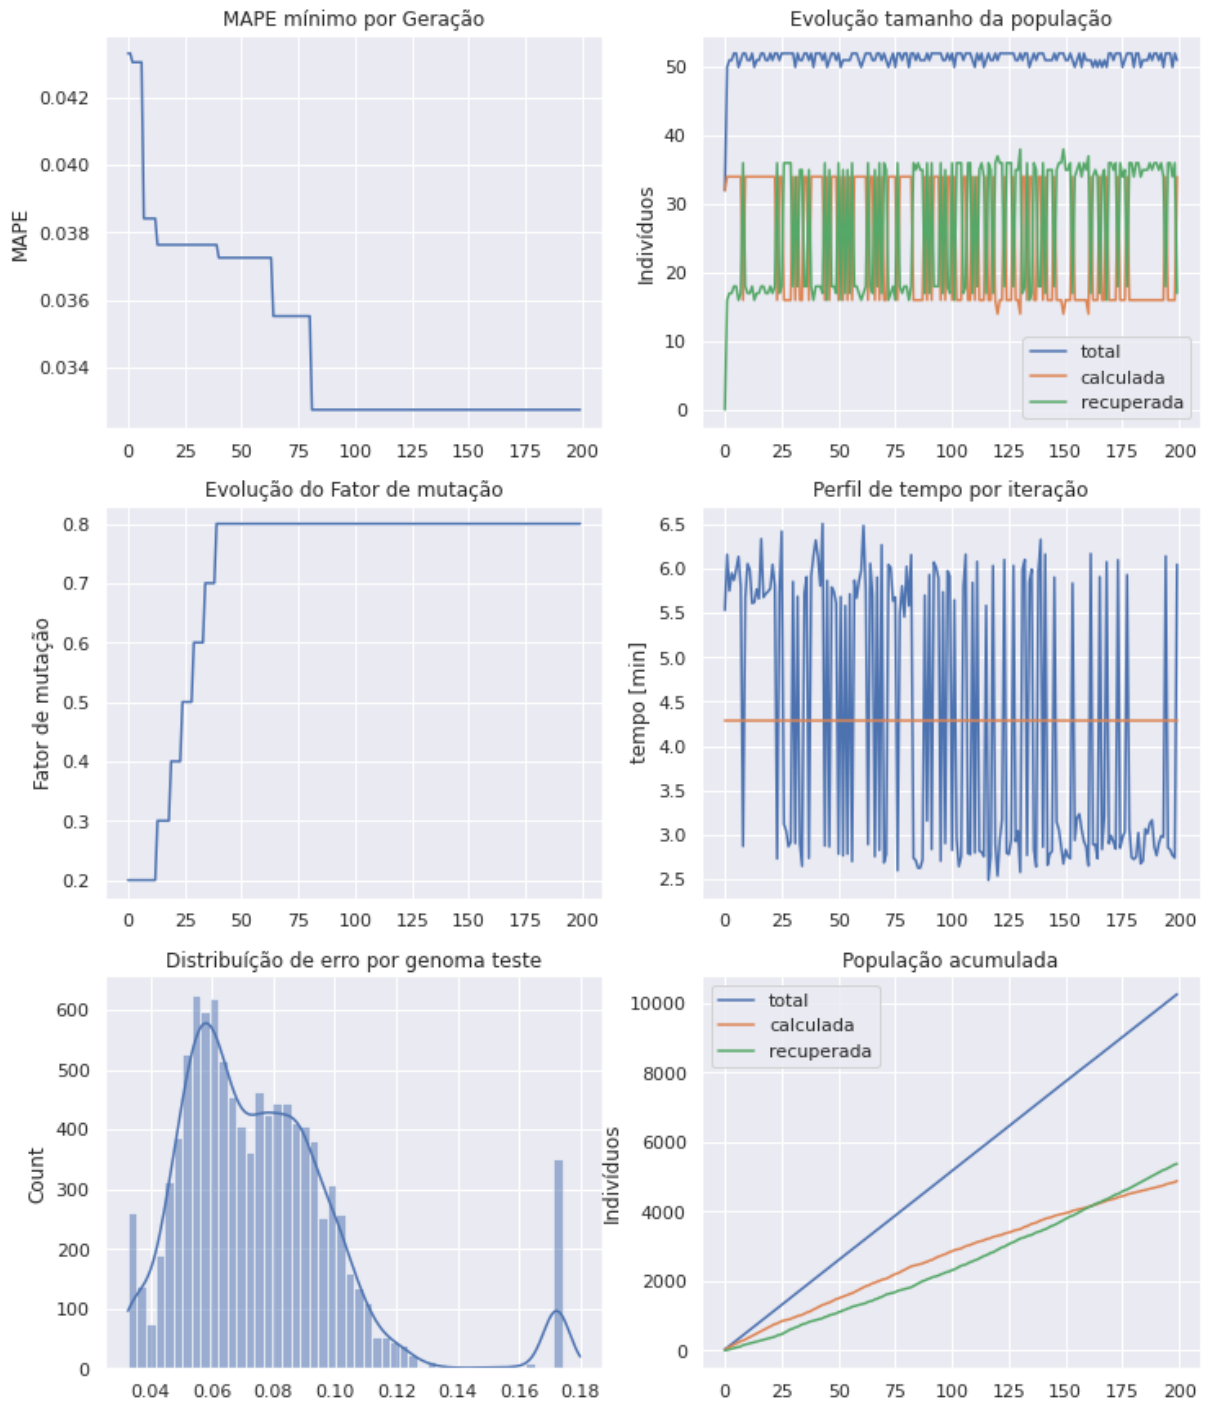 MAPE mínimo por Geração
MAPE
0.042
0.040
0.038
0.036
0.034
0 25 50 75 100 125 150 175 200
Evolução tamanho da população
Indivíduos
50
40
30
20
10
0
total
calculada
recuperada
0 25 50 75 100 125 150 175 200
Evolução do Fator de mutação
Fator de mutação
0.8
0.7
0.6
0.5
0.4
0.3
0.2
0 25 50 75 100 125 150 175 200
Perfil de tempo por iteração
tempo [min]
6.5
6.0
5.5
5.0
4.5
4.0
3.5
3.0
2.5
0 25 50 75 100 125 150 175 200
Distribuíção de erro por genoma teste
Count
600
500
400
300
200
100
0
0.04 0.06 0.08 0.10 0.12 0.14 0.16 0.18
População acumulada
Indivíduos
total
calculada
recuperada
10000
8000
6000
4000
2000
0
0 25 50 75 100 125 150 175 200